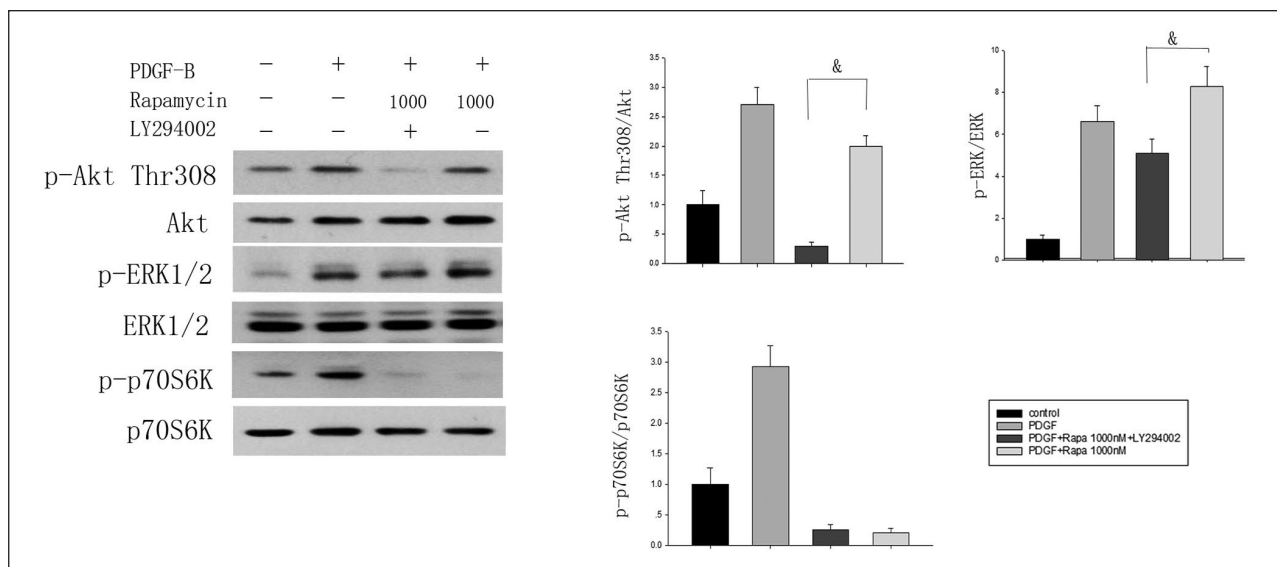 PDGF-B - + + +
Rapamycin - - 1000 1000
LY294002 - - + -
p-Akt Thr308
Akt
p-ERK1/2
ERK1/2
p-p70S6K
p70S6K
p-Akt Thr308/Akt
3.5
3.0
2.5
2.0
1.5
1.0
.5
0.0
&
p-ERK/ERK
10
8
6
4
2
0
&
p-p70S6K/p70S6K
3.5
3.0
2.5
2.0
1.5
1.0
.5
0.0
control
PDGF
PDGF+Rapa 1000nM+LY294002
PDGF+Rapa 1000nM